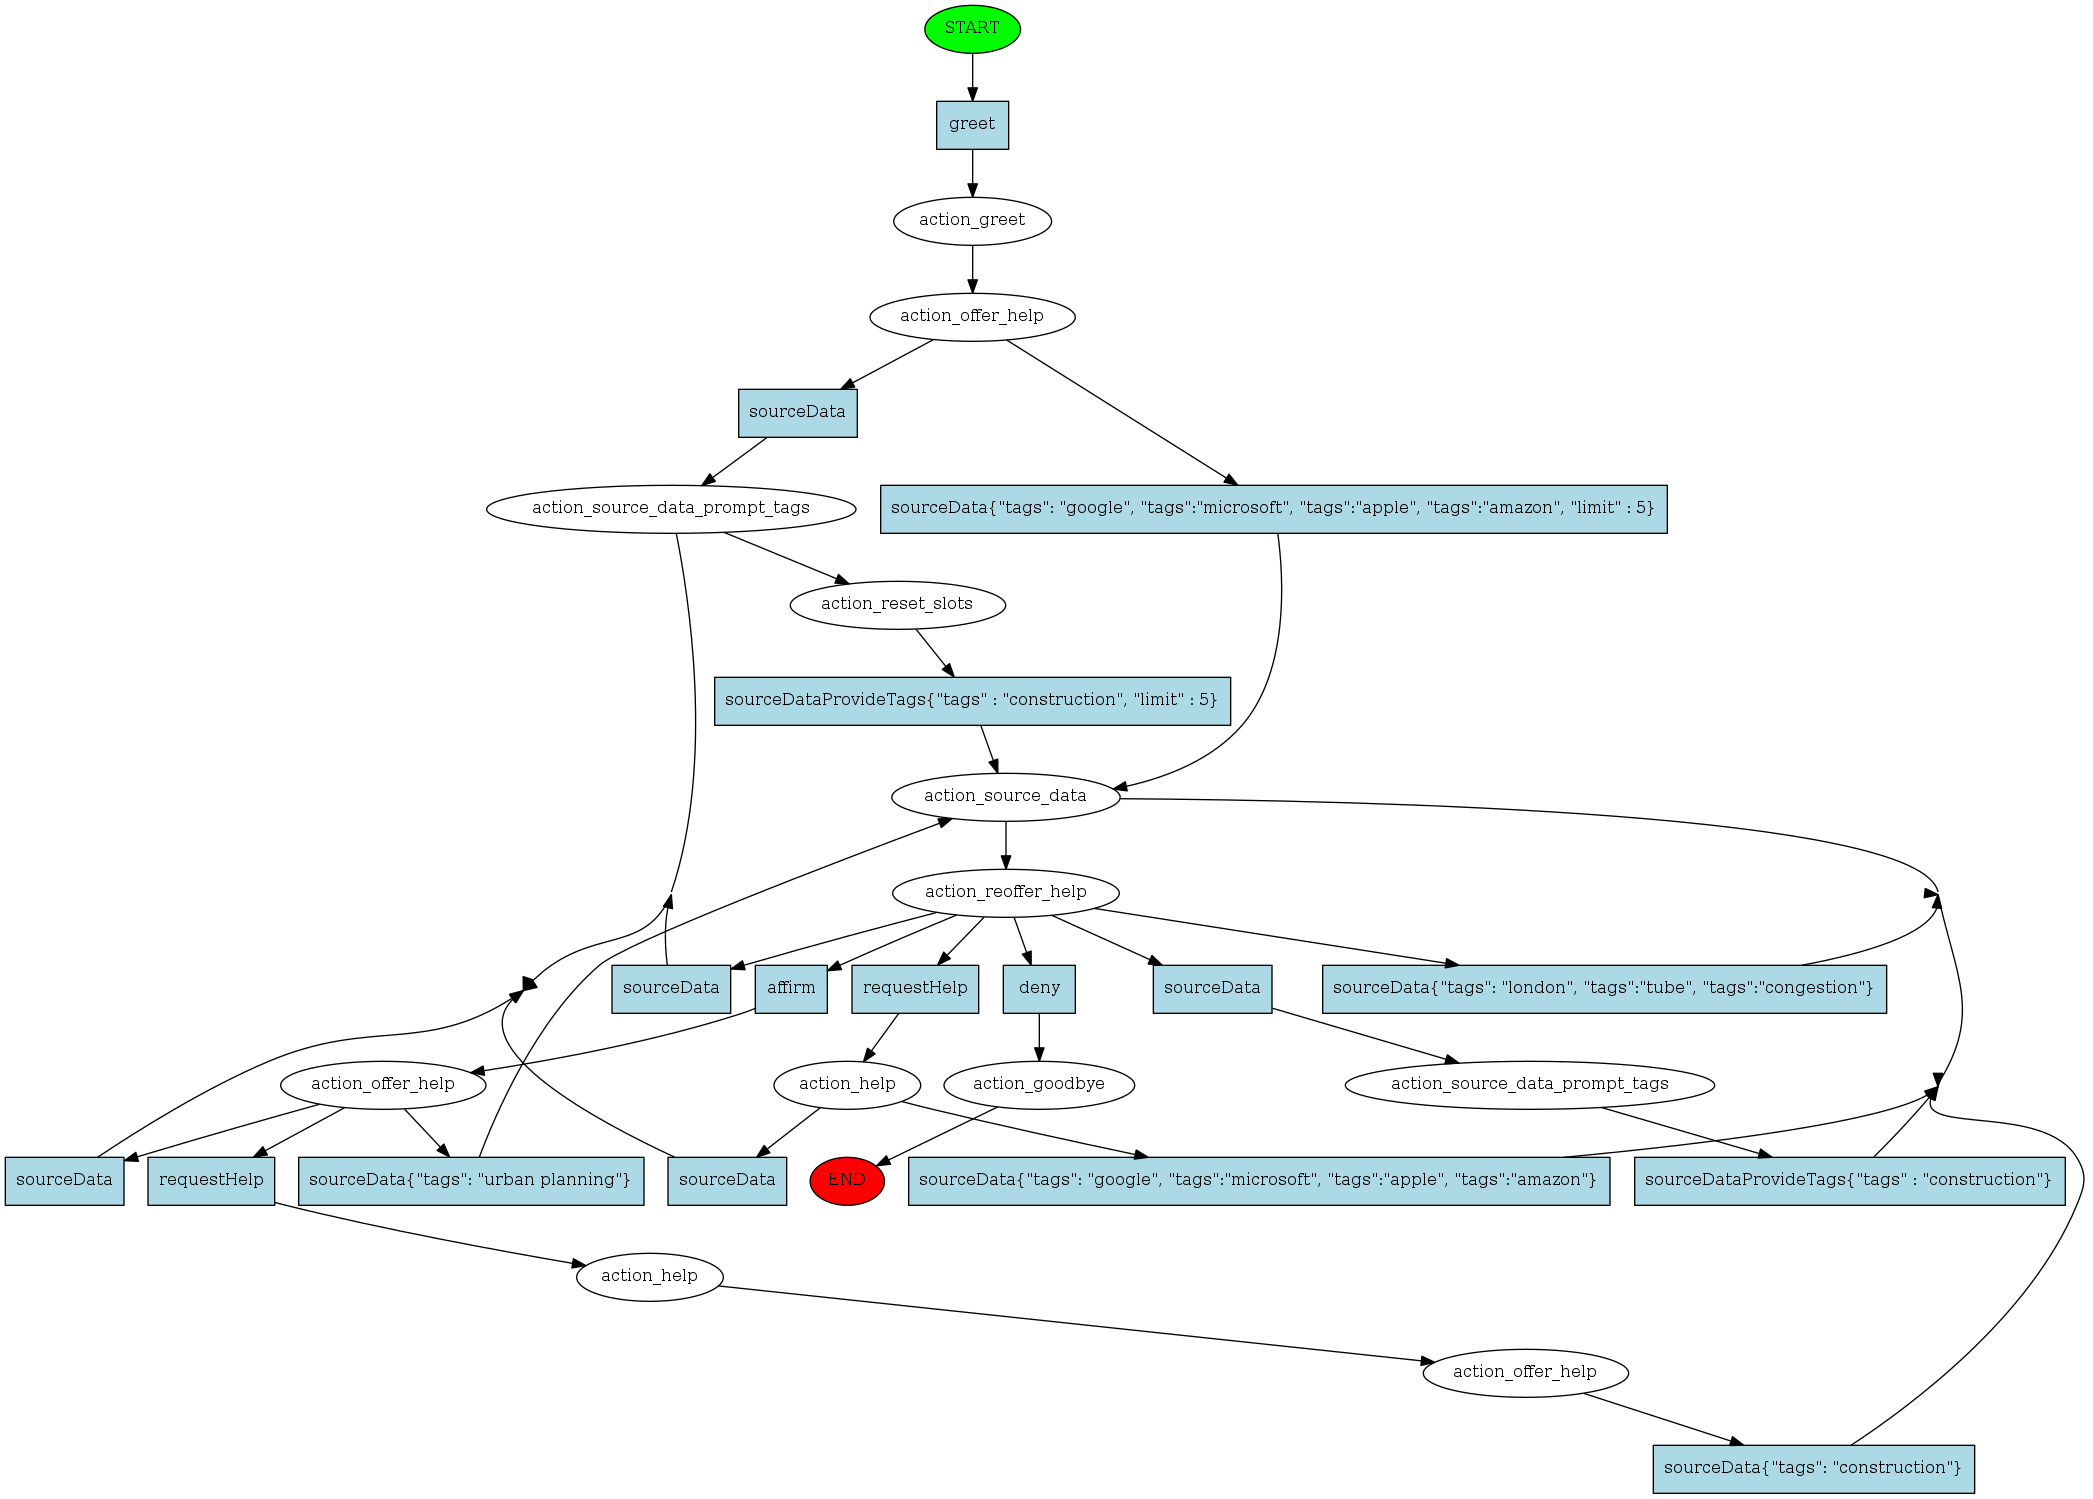 START
greet
action_greet
action_offer_help
sourceData
action_source_data_prompt_tags
sourceData{"tags": "google", "tags":"microsoft", "tags":"apple", "tags":"amazon", "limit" : 5}
action_reset_slots
sourceDataProvideTags{"tags" : "construction", "limit" : 5}
action_source_data
action_reoffer_help
sourceData
affirm
requestHelp
deny
sourceData
sourceData{"tags": "london", "tags":"tube", "tags":"congestion"}
action_offer_help
action_help
action_goodbye
action_source_data_prompt_tags
sourceData
requestHelp
sourceData{"tags": "urban planning"}
sourceData
END
sourceData{"tags": "google", "tags":"microsoft", "tags":"apple", "tags":"amazon"}
sourceDataProvideTags{"tags" : "construction"}
action_help
action_offer_help
sourceData{"tags": "construction"}